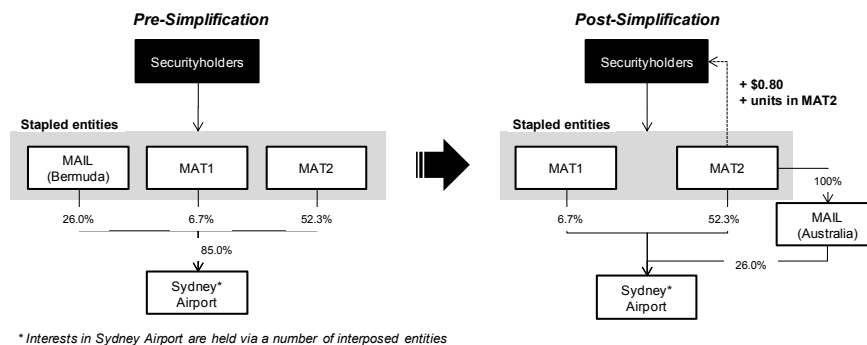 Pre-Simplification
Securityholders
Stapled entities
MAIL
(Bermuda)
MAT1
MAT2
26.0%
6.7%
52.3%
85.0%
Sydney*
Airport
Post-Simplification
Securityholders
+ $0.80
+ units in MAT2
Stapled entities
MAT1
MAT2
100%
6.7%
52.3%
MAIL
(Australia)
26.0%
Sydney*
Airport
* Interests in Sydney Airport are held via a number of interposed entities